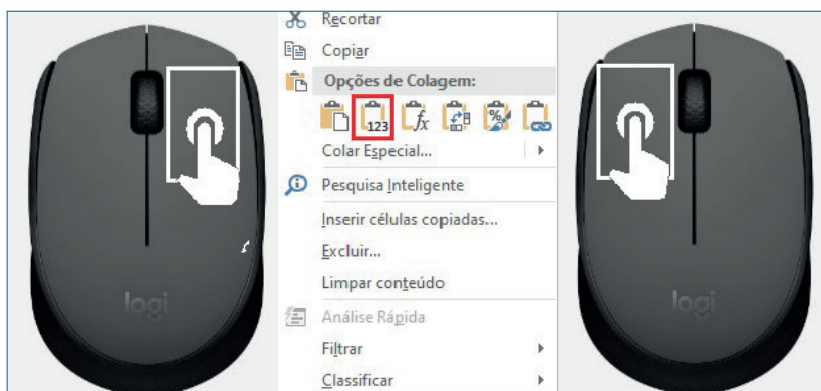 Recortar
Copiar
Opções de Colagem:
123 fx %
Colar Especial...
Pesquisa Inteligente
Inserir células copiadas...
Excluir...
Limpar conteúdo
Análise Rápida
Filtrar
Classificar
logi
logi